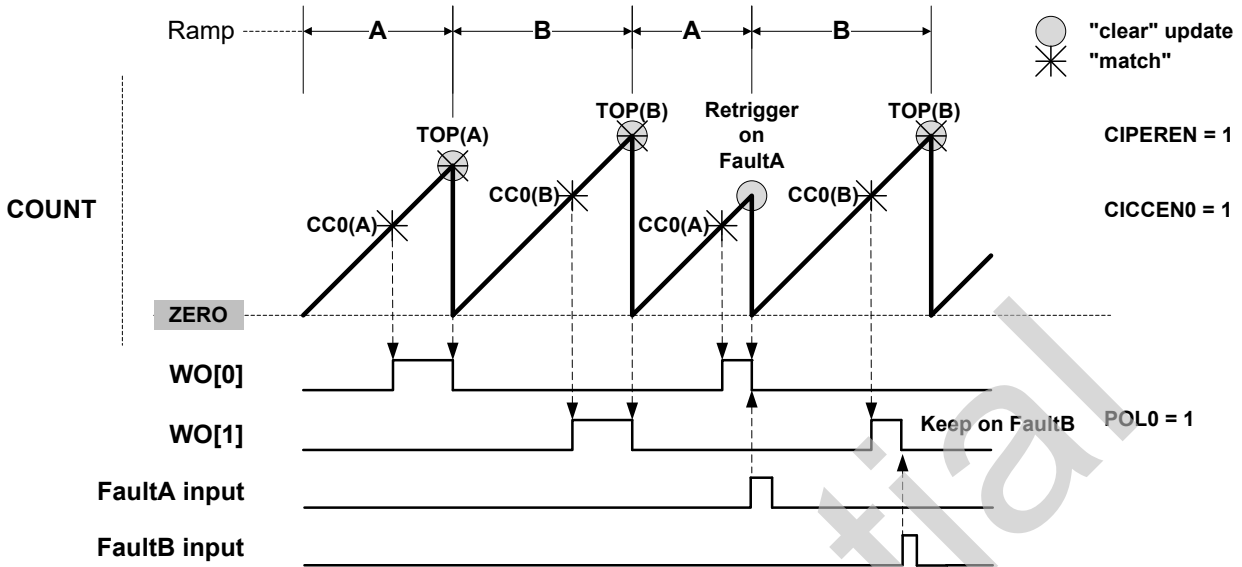 Ramp
A
B
A
B
"clear" update
"match"
TOP(A)
TOP(B)
Retrigger
on
FaultA
TOP(B)
CIPEREN = 1
COUNT
CC0(A)
CC0(B)
CC0(A)
CC0(B)
CICCEN0 = 1
ZERO
WO[0]
WO[1]
Keep on FaultB
POL0 = 1
FaultA input
FaultB input
tial